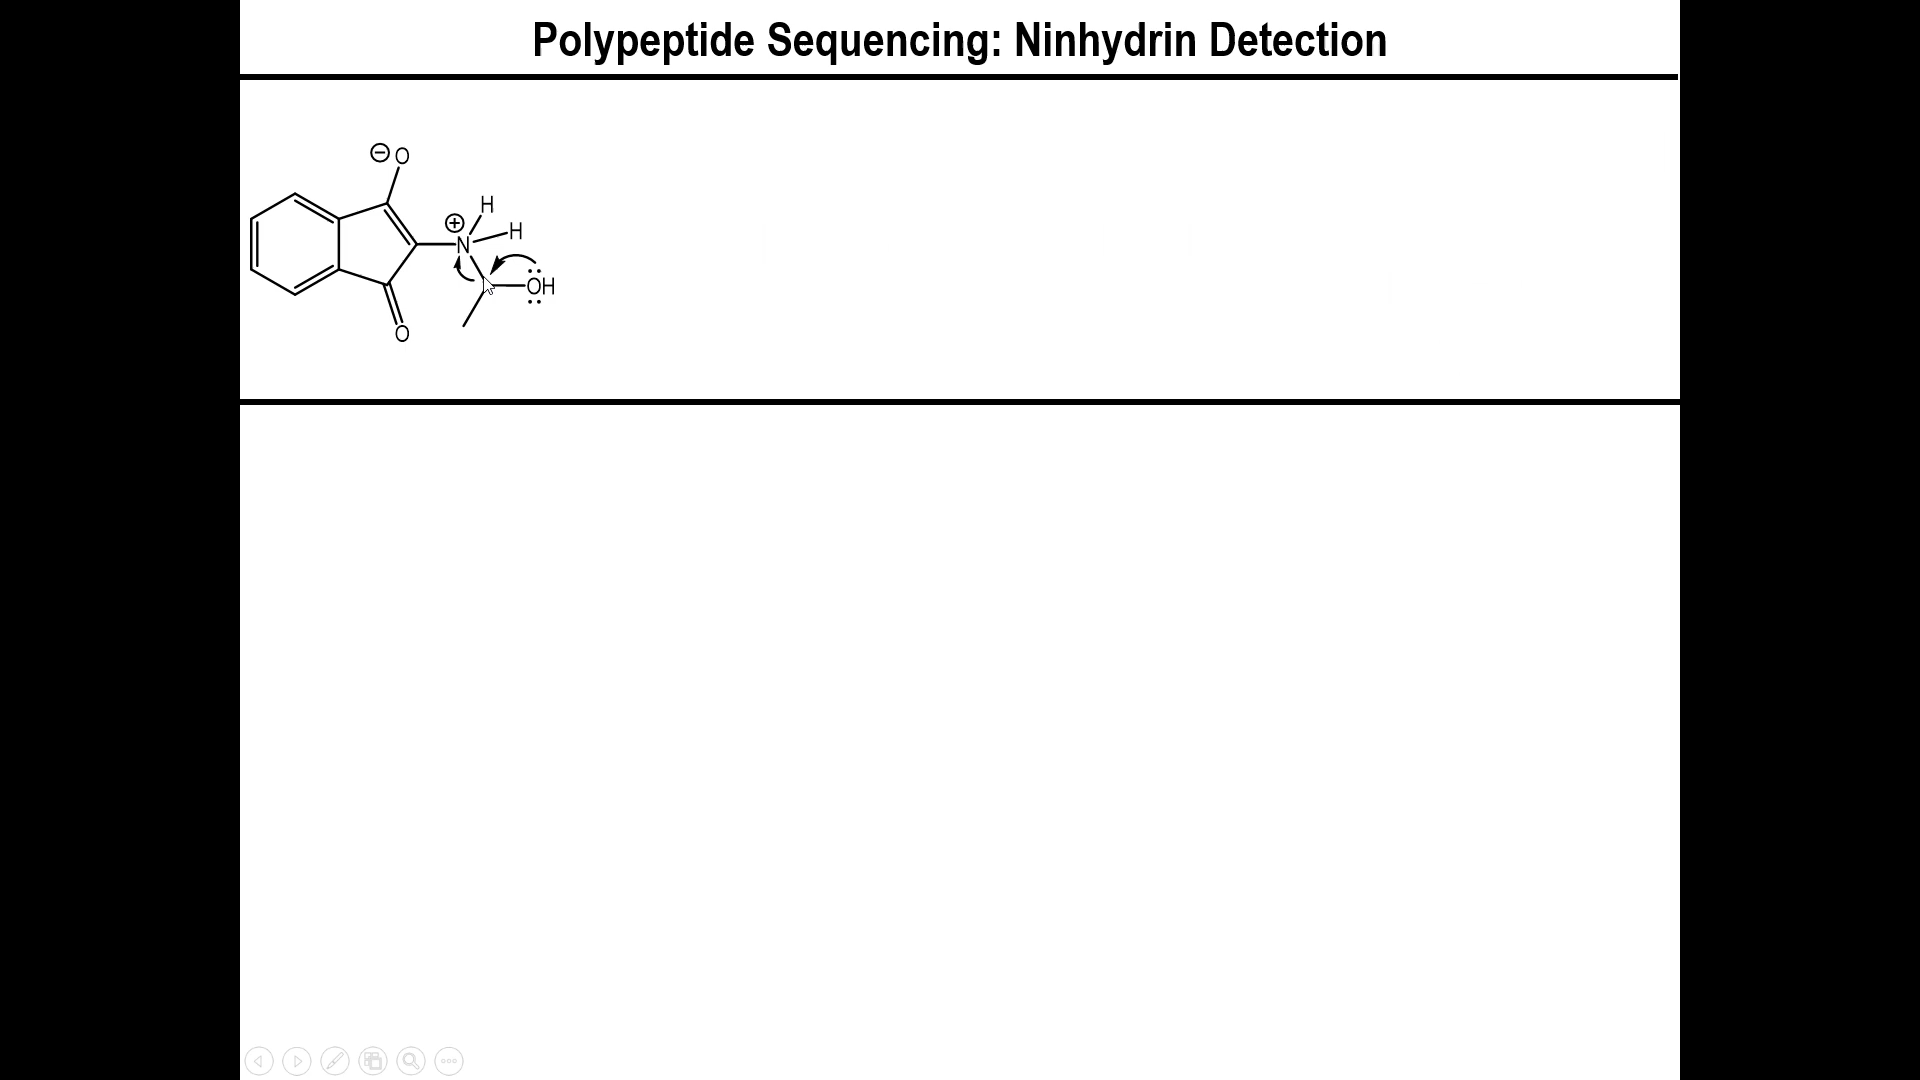 Polypeptide Sequencing: Ninhydrin Detection
⊖ O
H
⊕
H
N
OH
O